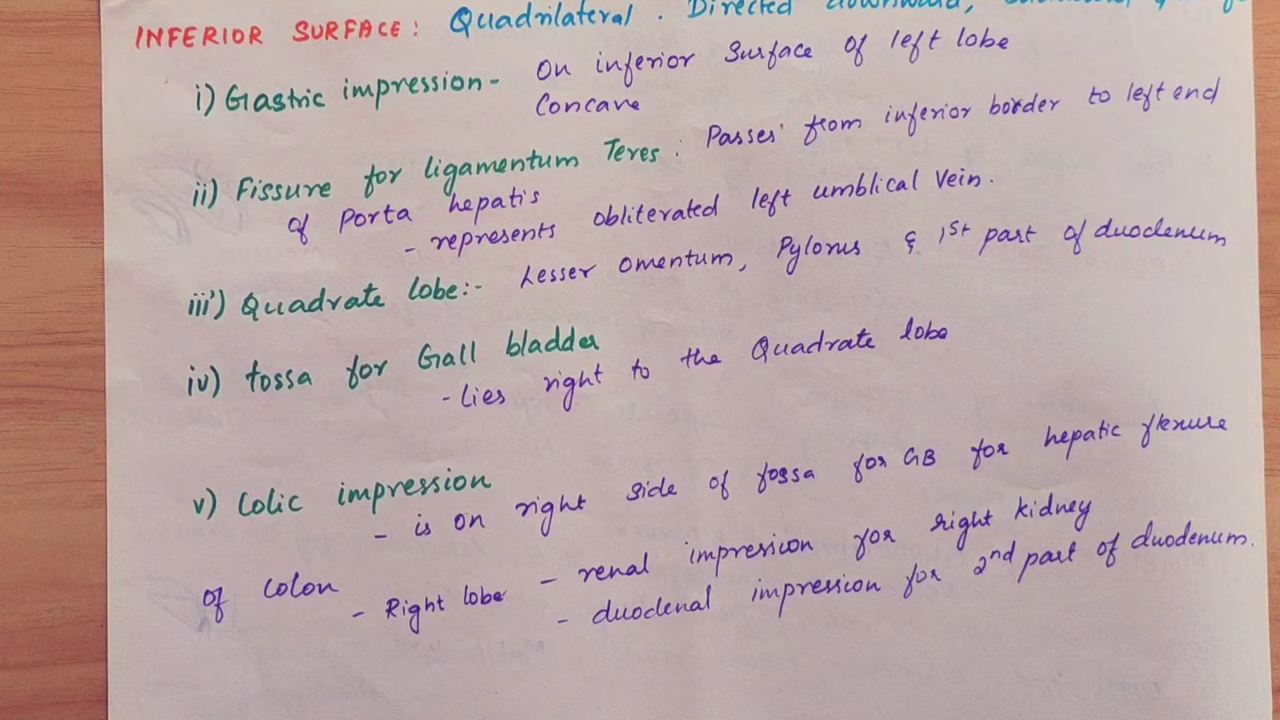 INFERIOR SURFACE: Quadrilateral. Directed downward,
i) Gastric impression - On inferior Surface of left lobe
Concave
ii) Fissure for ligamentum Teres: Passes from inferior border to left end
of Porta hepatis
- represents obliterated left umblical vein.
iii) Quadrate lobe:- Lesser omentum, Pylorus & 1st part of duodenum
iv) fossa for Gall bladder
- lies right to the Quadrate lobe
v) Colic impression
- is on right side of fossa for GB for hepatic flexure
of colon
- Right lobe - renal impression for right kidney
- duodenal impression for 2nd part of duodenum.